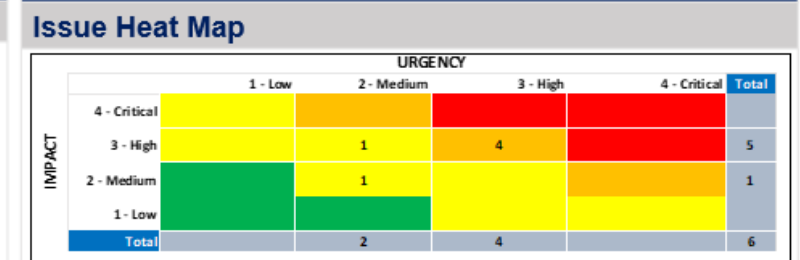 Issue Heat Map
URGENCY
1 - Low 2 - Medium 3 - High 4 - Critical Total
IMPACT
4 - Critical
3 - High 1 4 5
2 - Medium 1 1
1 - Low
Total 2 4 6